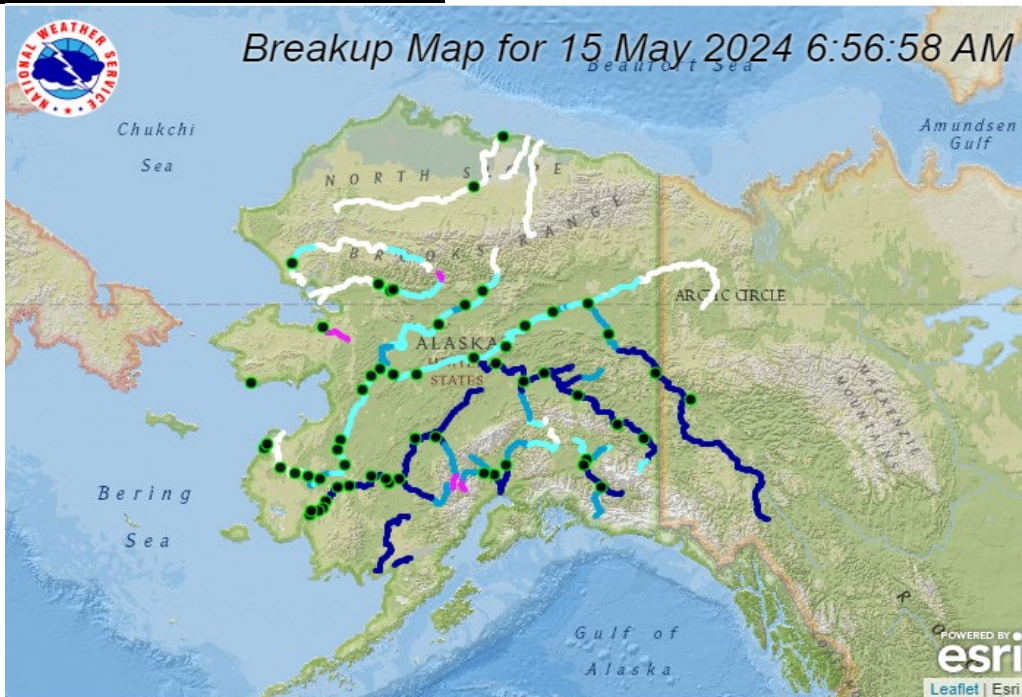 NATIONAL WEATHER SERVICE
Breakup Map for 15 May 2024 6:56:58 AM
Beaufort Sea
Chukchi
Sea
Amundsen
Gulf
NORTH SLOPE
BROOKS RANGE
ARCTIC CIRCLE
ALASKA
UNITED
STATES
MACKENZIE
MOUNTAINS
Bering
Sea
Gulf of
Alaska
R O C
POWERED BY
esri
Leaflet | Esri